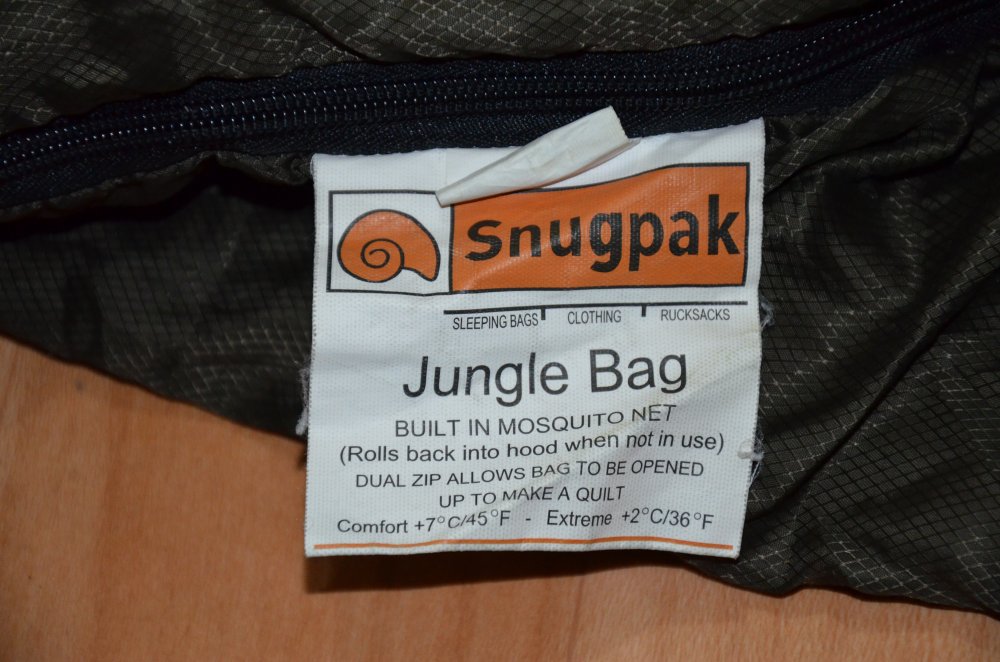 Snugpak
SLEEPING BAGS CLOTHING RUCKSACKS
Jungle Bag
BUILT IN MOSQUITO NET
(Rolls back into hood when not in use)
DUAL ZIP ALLOWS BAG TO BE OPENED
UP TO MAKE A QUILT
Comfort +7°C/45°F - Extreme +2°C/36°F